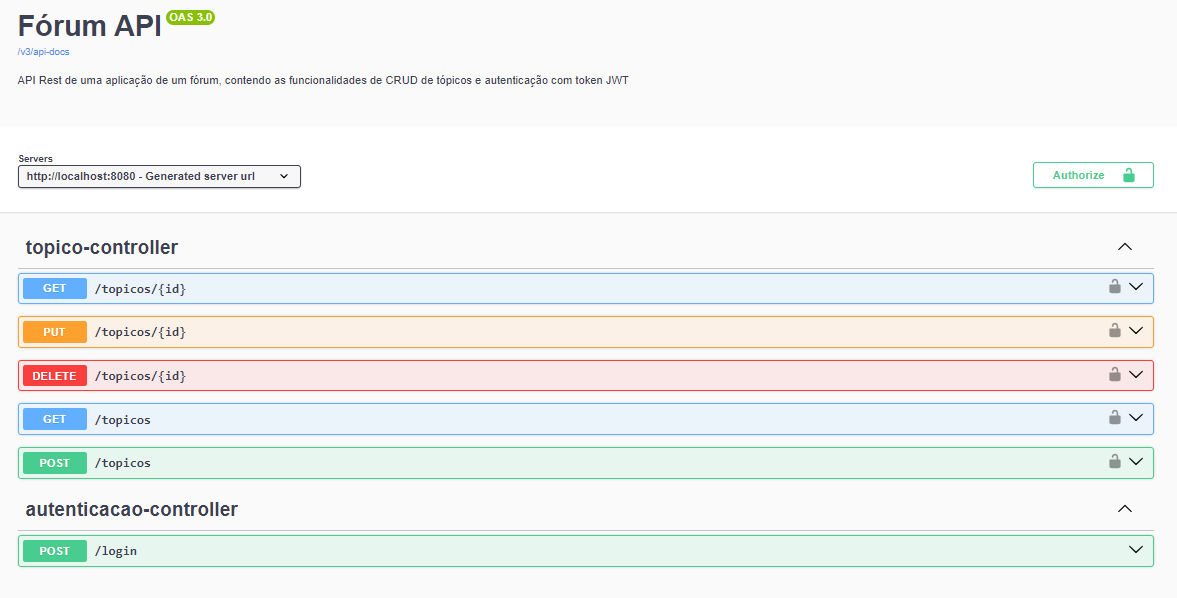 Fórum API OAS 3.0
/v3/api-docs
API Rest de uma aplicação de um fórum, contendo as funcionalidades de CRUD de tópicos e autenticação com token JWT
Servers
http://localhost:8080 - Generated server url
Authorize
topico-controller
GET /topicos/{id}
PUT /topicos/{id}
DELETE /topicos/{id}
GET /topicos
POST /topicos
autenticacao-controller
POST /login